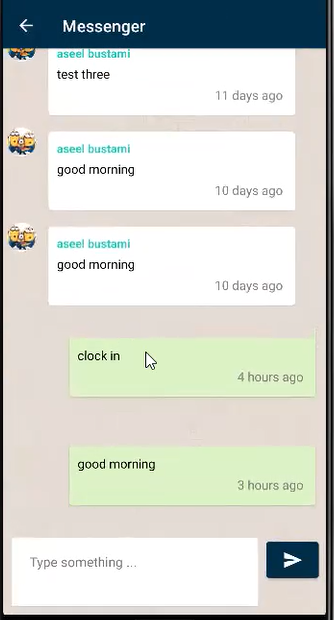 Messenger
aseel bustami
test three
11 days ago
aseel bustami
good morning
10 days ago
aseel bustami
good morning
10 days ago
clock in
4 hours ago
good morning
3 hours ago
Type something ...